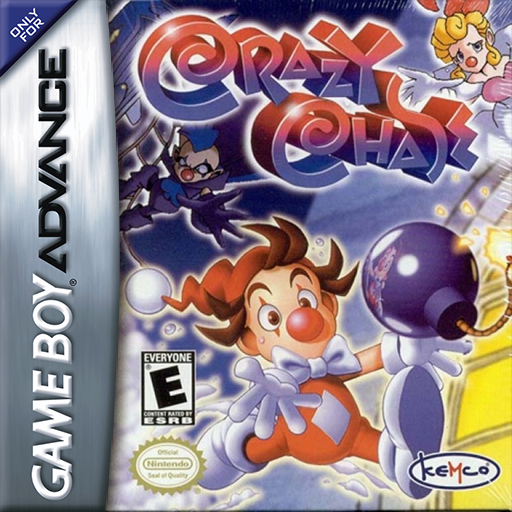 ONLY
FOR
GAME BOY ADVANCE
CRAZY
CHASE
EVERYONE
E
CONTENT RATED BY
ESRB
Official
Nintendo
Seal of Quality
KEMCO